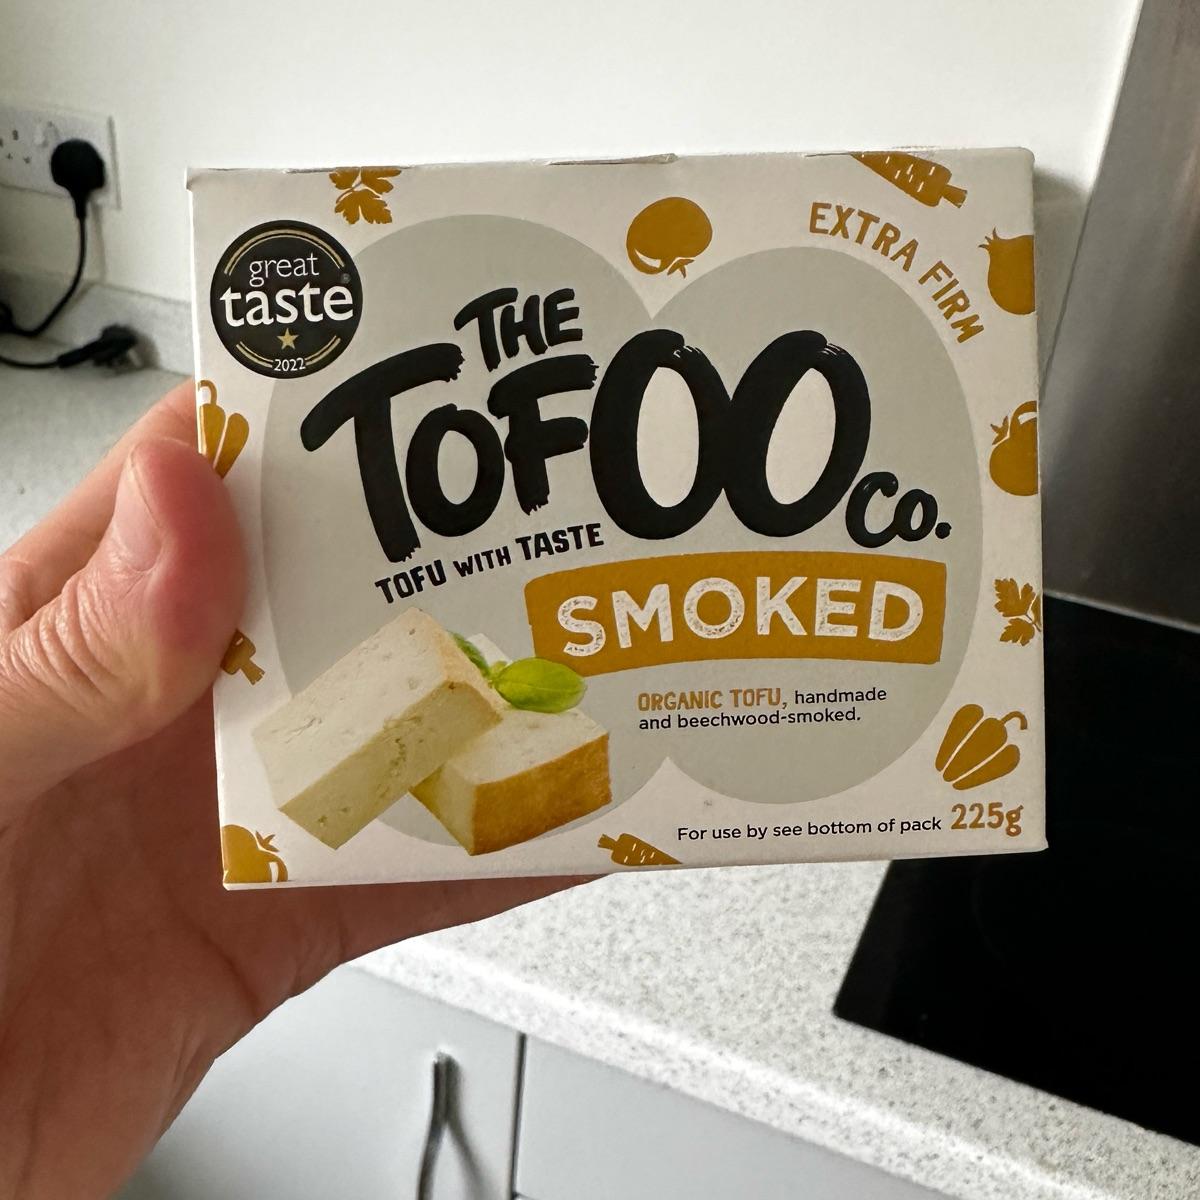 great
taste
2022
EXTRA FIRM
THE
TOFOO Co.
TOFU WITH TASTE
SMOKED
ORGANIC TOFU, handmade
and beechwood-smoked.
For use by see bottom of pack 225g